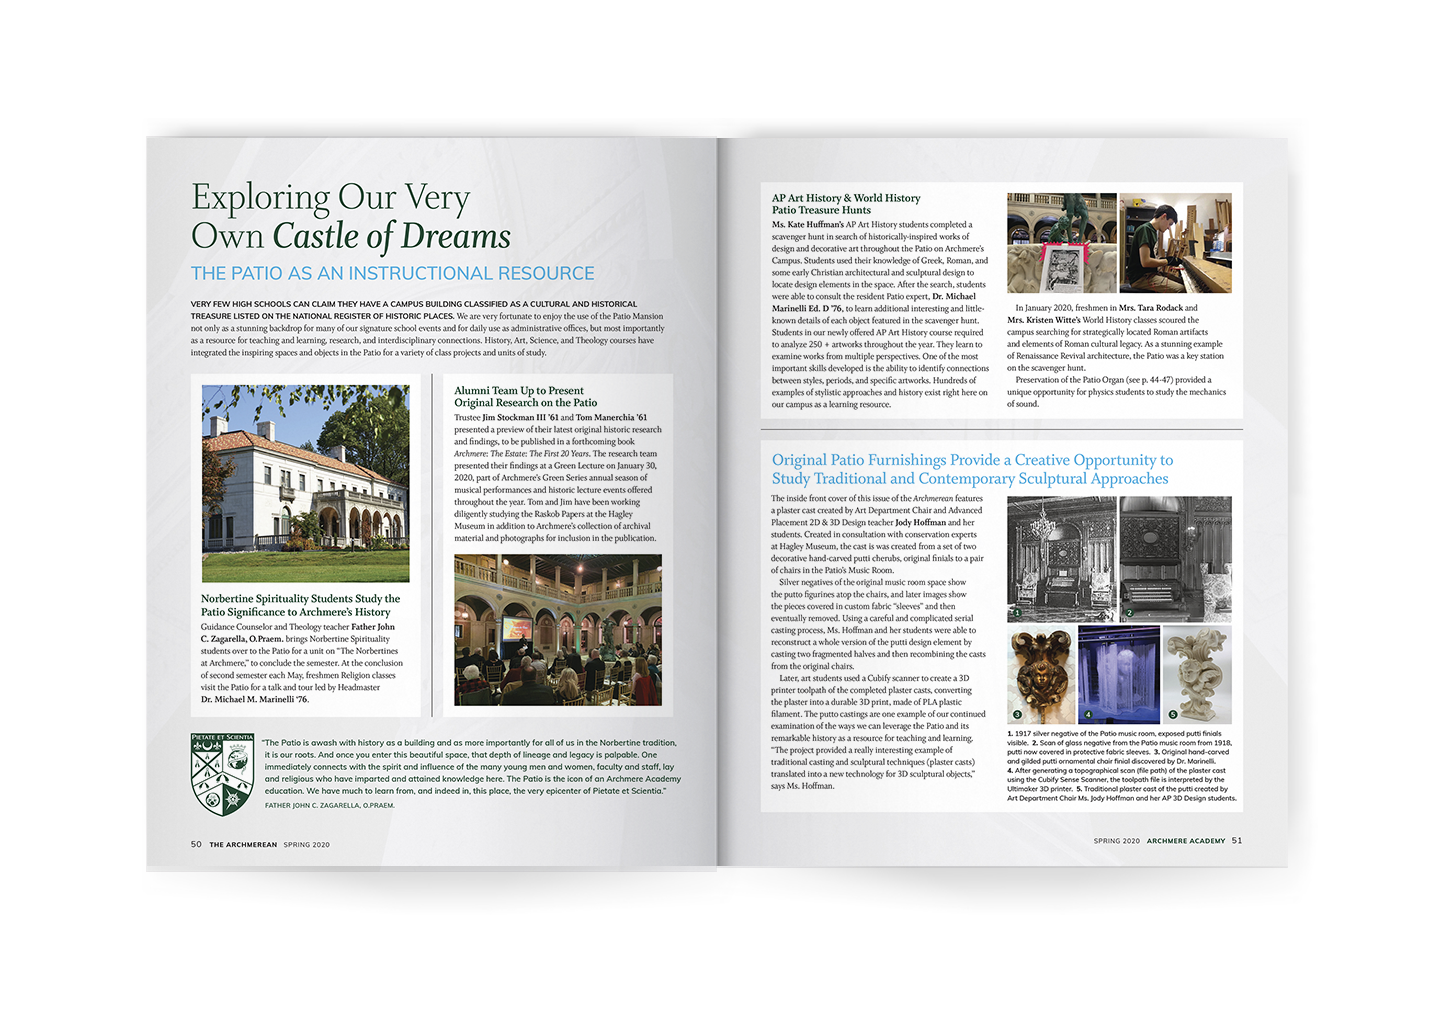 Exploring Our Very
Own Castle of Dreams
THE PATIO AS AN INSTRUCTIONAL RESOURCE
VERY FEW HIGH SCHOOLS CAN CLAIM THEY HAVE A CAMPUS BUILDING CLASSIFIED AS A CULTURAL AND HISTORICAL
TREASURE LISTED ON THE NATIONAL REGISTER OF HISTORIC PLACES. We are very fortunate to enjoy the use of the Patio Mansion
not only as a stunning backdrop for many of our signature school events and for daily use as administrative offices, but most importantly
as a resource for teaching and learning, research, and interdisciplinary connections. History, Art, Science, and Theology courses have
integrated the inspiring spaces and objects in the Patio for a variety of class projects and units of study.
Norbertine Spirituality Students Study the
Patio Significance to Archmere's History
Guidance Counselor and Theology teacher Father John
C. Zagarella, O.Praem. brings Norbertine Spirituality
students over to the Patio for a unit on "The Norbertines
at Archmere," to conclude the semester. At the conclusion
of second semester each May, freshmen Religion classes
visit the Patio for a talk and tour led by Headmaster
Dr. Michael M. Marinelli '76.
Alumni Team Up to Present
Original Research on the Patio
Trustee Jim Stockman III '61 and Tom Manerchia '61
presented a preview of their latest original historic research
and findings, to be published in a forthcoming book
Archmere: The Estate: The First 20 Years. The research team
presented their findings at a Green Lecture on January 30,
2020, part of Archmere's Green Series annual season of
musical performances and historic lecture events offered
throughout the year. Tom and Jim have been working
diligently studying the Raskob Papers at the Hagley
Museum in addition to Archmere's collection of archival
material and photographs for inclusion in the publication.
PIETATE ET SCIENTIA
"The Patio is awash with history as a building and as more importantly for all of us in the Norbertine tradition,
it is our roots. And once you enter this beautiful space, that depth of lineage and legacy is palpable. One
immediately connects with the spirit and influence of the many young men and women, faculty and staff, lay
and religious who have imparted and attained knowledge here. The Patio is the icon of an Archmere Academy
education. We have much to learn from, and indeed in, this place, the very epicenter of Pietate et Scientia."
FATHER JOHN C. ZAGARELLA, O.PRAEM.
50 THE ARCHMEREAN SPRING 2020
AP Art History & World History
Patio Treasure Hunts
Ms. Kate Huffman's AP Art History students completed a
scavenger hunt in search of historically-inspired works of
design and decorative art throughout the Patio on Archmere's
Campus. Students used their knowledge of Greek, Roman, and
some early Christian architectural and sculptural design to
locate design elements in the space. After the search, students
were able to consult the resident Patio expert, Dr. Michael
Marinelli Ed. D '76, to learn additional interesting and little-
known details of each object featured in the scavenger hunt.
Students in our newly offered AP Art History course required
to analyze 250 + artworks throughout the year. They learn to
examine works from multiple perspectives. One of the most
important skills developed is the ability to identify connections
between styles, periods, and specific artworks. Hundreds of
examples of stylistic approaches and history exist right here on
our campus as a learning resource.
In January 2020, freshmen in Mrs. Tara Rodack and
Mrs. Kristen Witte's World History classes scoured the
campus searching for strategically located Roman artifacts
and elements of Roman cultural legacy. As a stunning example
of Renaissance Revival architecture, the Patio was a key station
on the scavenger hunt.
Preservation of the Patio Organ (see p. 44-47) provided a
unique opportunity for physics students to study the mechanics
of sound.
Original Patio Furnishings Provide a Creative Opportunity to
Study Traditional and Contemporary Sculptural Approaches
The inside front cover of this issue of the Archmerean features
a plaster cast created by Art Department Chair and Advanced
Placement 2D & 3D Design teacher Jody Hoffman and her
students. Created in consultation with conservation experts
at Hagley Museum, the cast is was created from a set of two
decorative hand-carved putti cherubs, original finials to a pair
of chairs in the Patio's Music Room.
Silver negatives of the original music room space show
the putto figurines atop the chairs, and later images show
the pieces covered in custom fabric "sleeves" and then
eventually removed. Using a careful and complicated serial
casting process, Ms. Hoffman and her students were able to
reconstruct a whole version of the putti design element by
casting two fragmented halves and then recombining the casts
from the original chairs.
Later, art students used a Cubify scanner to create a 3D
printer toolpath of the completed plaster casts, converting
the plaster into a durable 3D print, made of PLA plastic
filament. The putto castings are one example of our continued
examination of the ways we can leverage the Patio and its
remarkable history as a resource for teaching and learning.
"The project provided a really interesting example of
traditional casting and sculptural techniques (plaster casts)
translated into a new technology for 3D sculptural objects,"
says Ms. Hoffman.
1
2
3
4
5
1. 1917 silver negative of the Patio music room, exposed putti finials
visible. 2. Scan of glass negative from the Patio music room from 1918,
putti now covered in protective fabric sleeves. 3. Original hand-carved
and gilded putti ornamental chair finial discovered by Dr. Marinelli.
4. After generating a topographical scan (file path) of the plaster cast
using the Cubify Sense Scanner, the toolpath file is interpreted by the
Ultimaker 3D printer. 5. Traditional plaster cast of the putti created by
Art Department Chair Ms. Jody Hoffman and her AP 3D Design students.
SPRING 2020 ARCHMERE ACADEMY 51